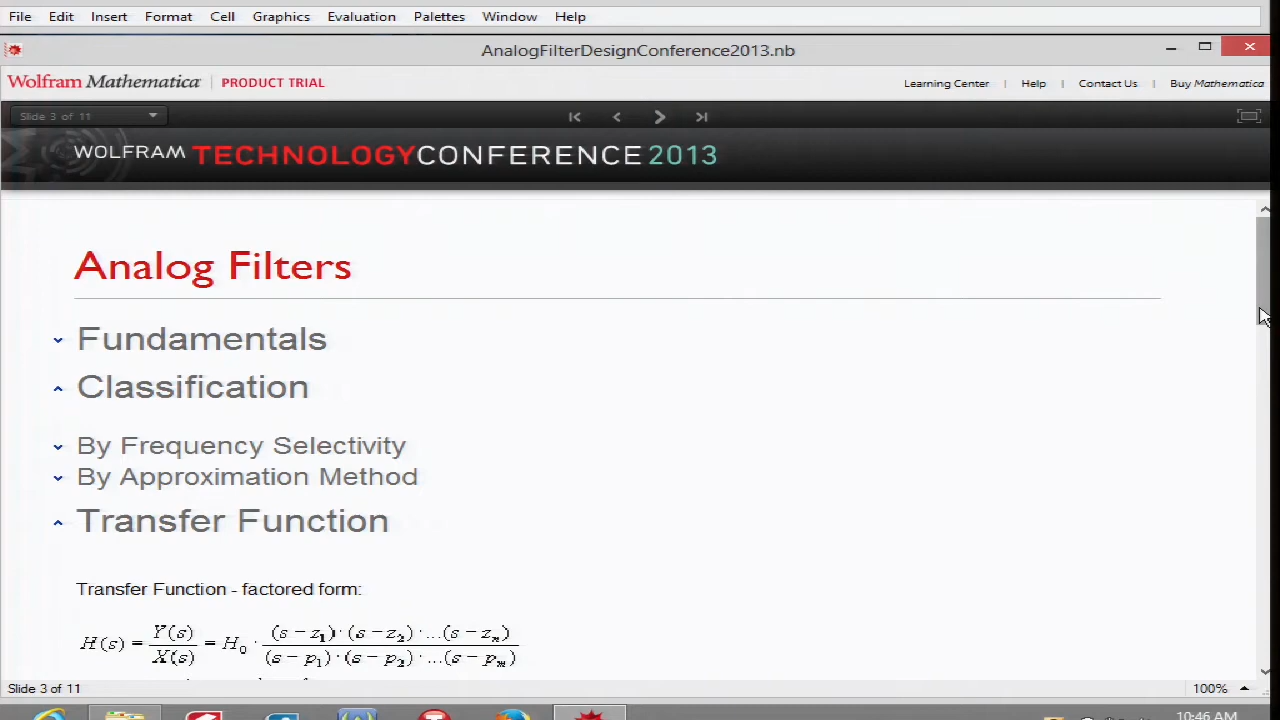 File Edit Insert Format Cell Graphics Evaluation Palettes Window Help
AnalogFilterDesignConference2013.nb
Wolfram Mathematica | PRODUCT TRIAL Learning Center | Help | Contact Us | Buy Mathematica
Slide 3 of 11
WOLFRAM TECHNOLOGYCONFERENCE 2013
Analog Filters
Fundamentals
Classification
By Frequency Selectivity
By Approximation Method
Transfer Function
Transfer Function - factored form:
H(s) = Y(s)/X(s) = H₀ · (s-z₁)·(s-z₂)·...(s-zₙ)/(s-p₁)·(s-p₂)·...(s-pₘ)
Slide 3 of 11 100%
10:46 AM